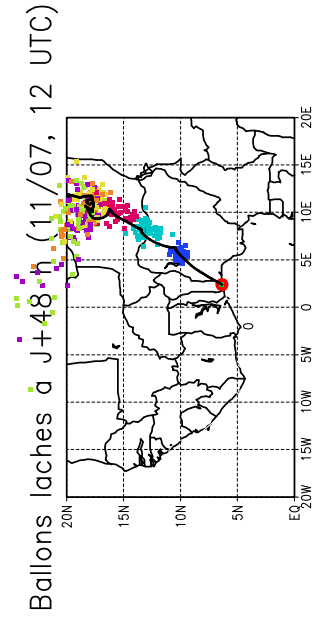 Ballons laches a J+48 h (11/07, 12 UTC)
20N
15N
10N
5N
EQ
0
20W 15W 10W 5W 0 5E 10E 15E 20E